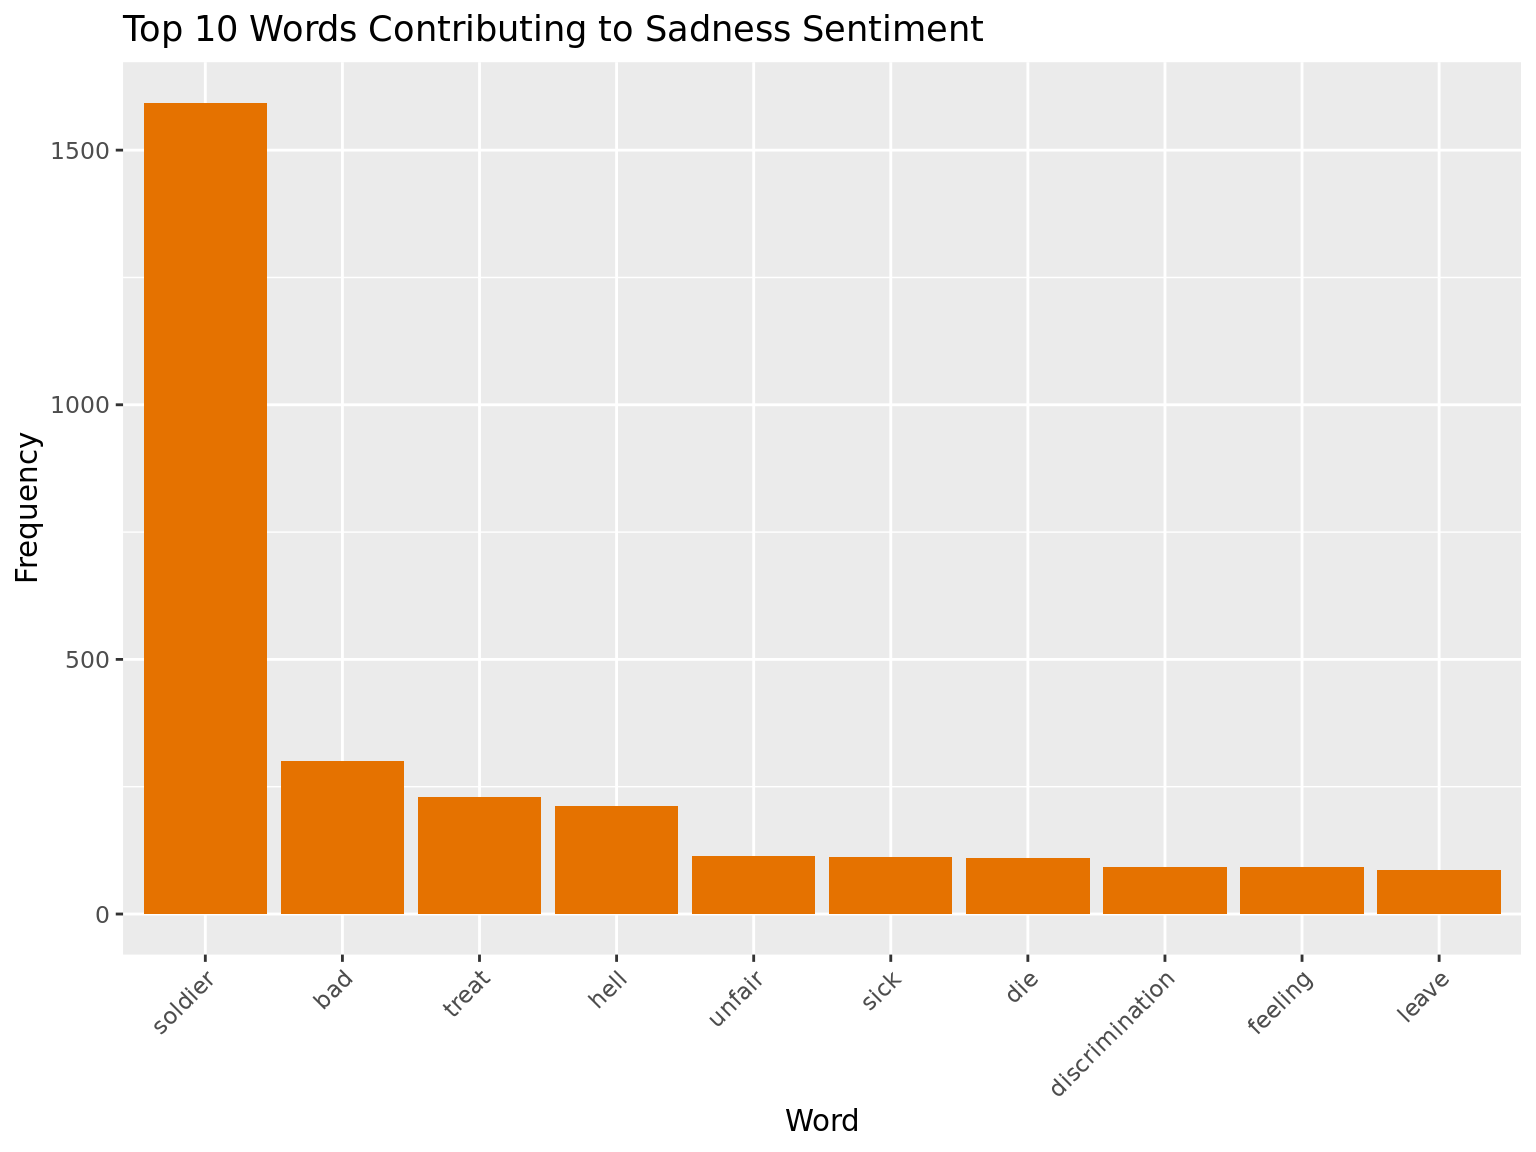 Top 10 Words Contributing to Sadness Sentiment
Frequency
1500
1000
500
0
soldier
bad
treat
hell
unfair
sick
die
discrimination
feeling
leave
Word